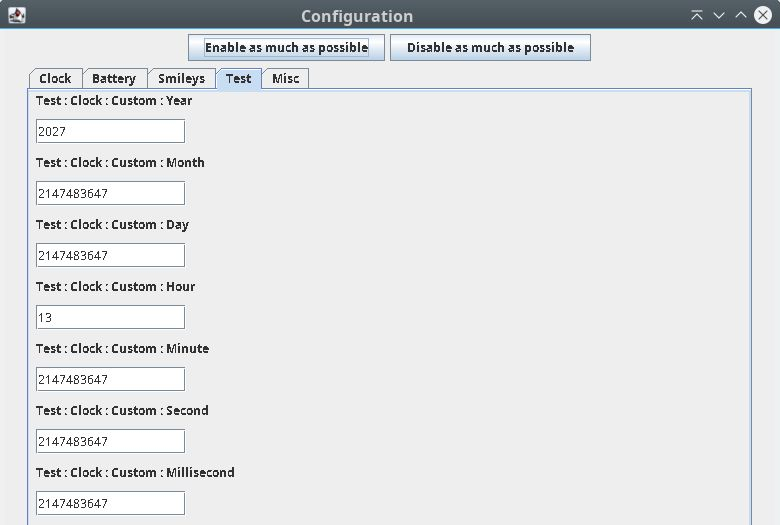 Configuration
Enable as much as possible Disable as much as possible
Clock Battery Smileys Test Misc
Test : Clock : Custom : Year
2027
Test : Clock : Custom : Month
2147483647
Test : Clock : Custom : Day
2147483647
Test : Clock : Custom : Hour
13
Test : Clock : Custom : Minute
2147483647
Test : Clock : Custom : Second
2147483647
Test : Clock : Custom : Millisecond
2147483647